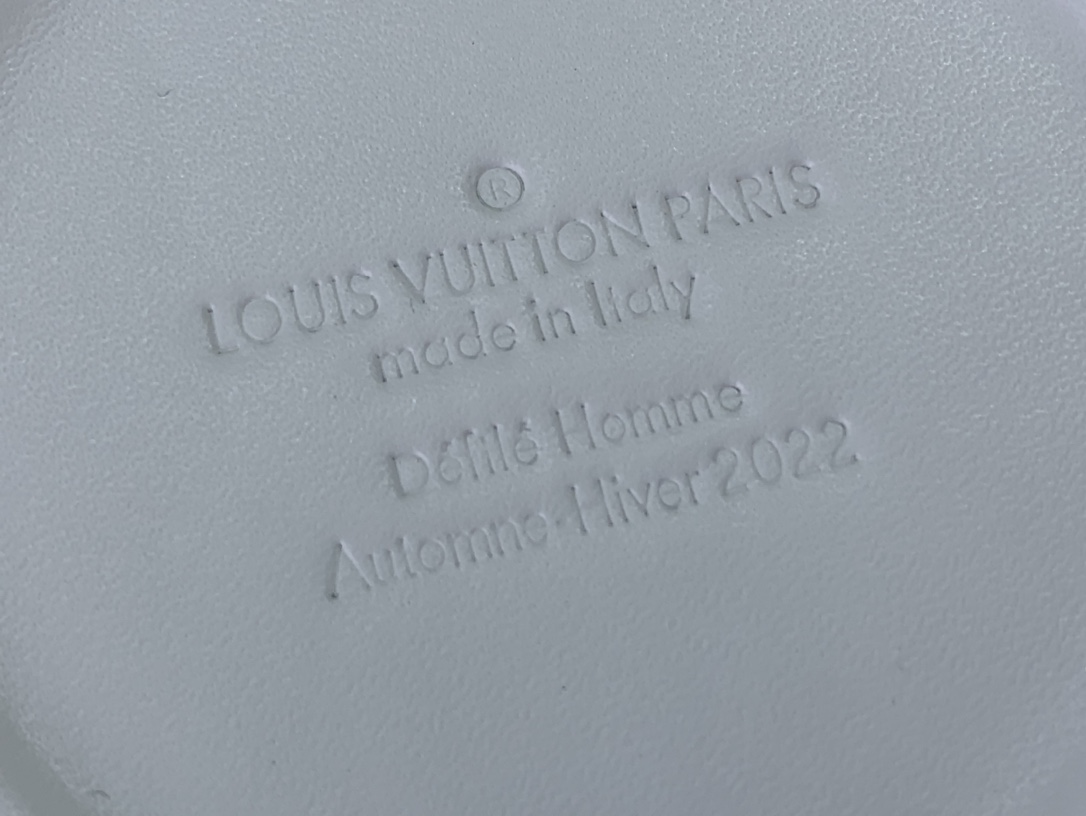 ®
LOUIS VUITTON PARIS
made in Italy
Défilé Homme
Automne-Hiver 2022